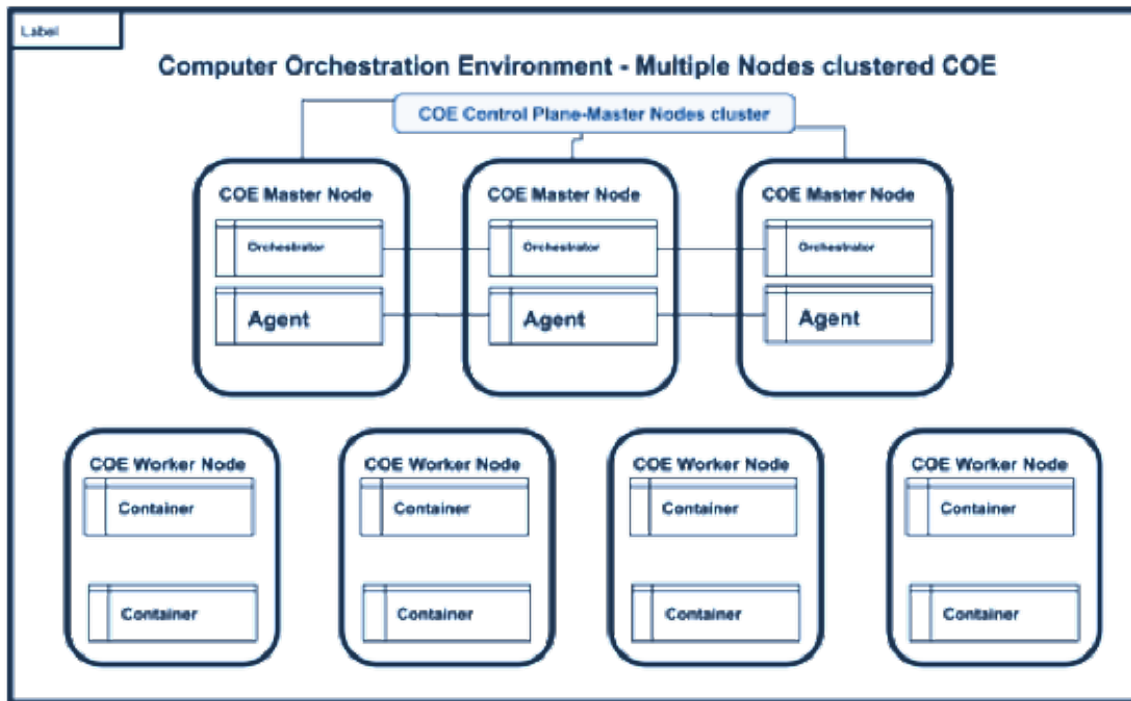 Label
Computer Orchestration Environment - Multiple Nodes clustered COE
COE Control Plane-Master Nodes cluster
COE Master Node
Orchestrator
Agent
COE Master Node
Orchestrator
Agent
COE Master Node
Orchestrator
Agent
COE Worker Node
Container
Container
COE Worker Node
Container
Container
COE Worker Node
Container
Container
COE Worker Node
Container
Container